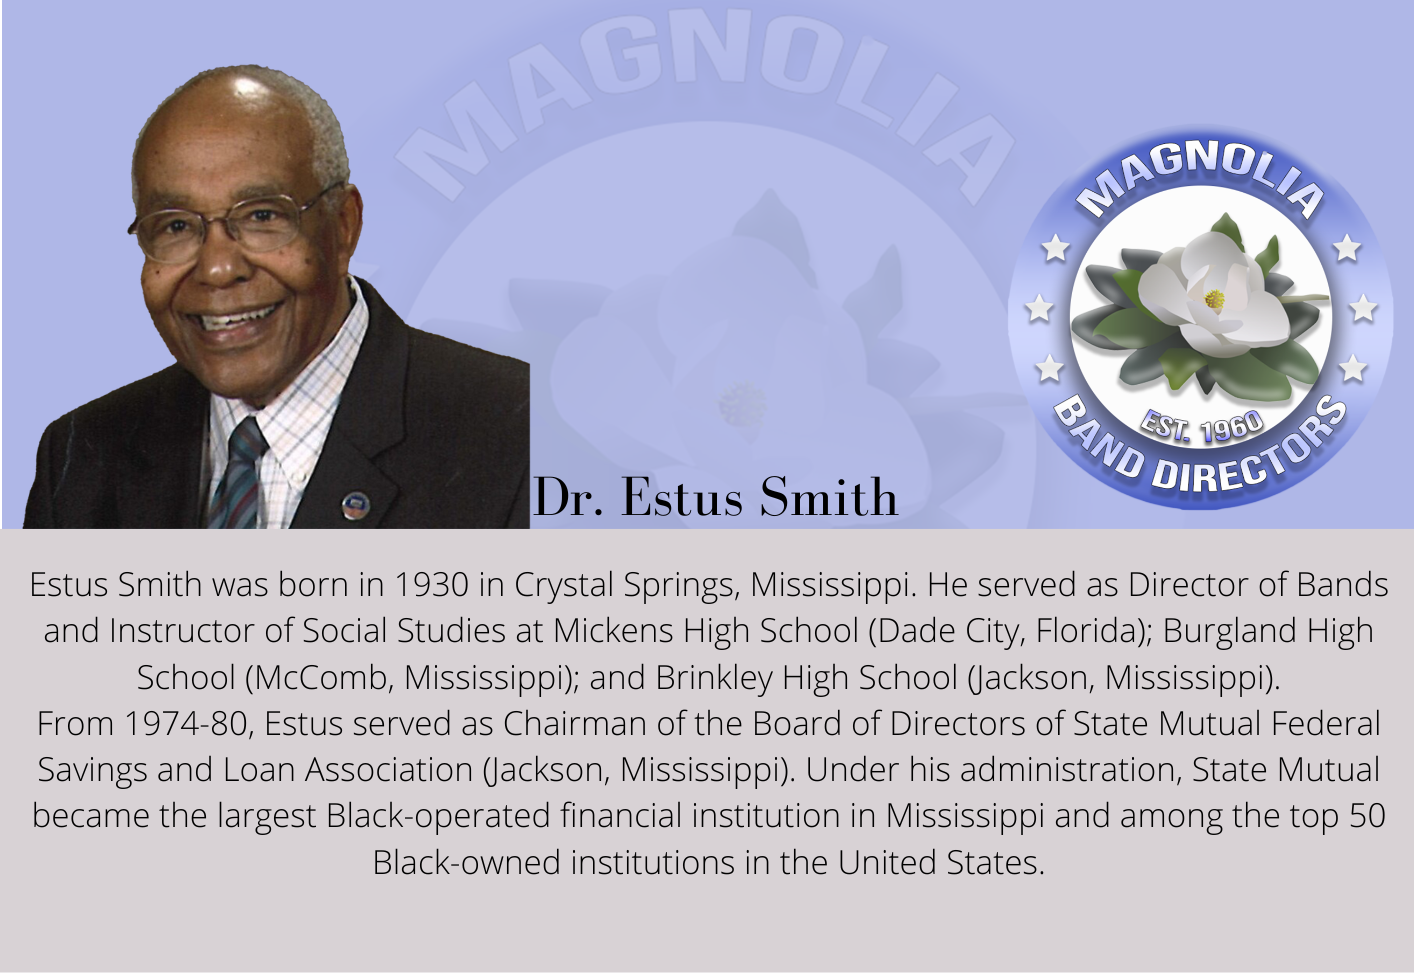 MAGNOLIA
MAGNOLIA
EST. 1960
BAND DIRECTORS
Dr. Estus Smith
Estus Smith was born in 1930 in Crystal Springs, Mississippi. He served as Director of Bands
and Instructor of Social Studies at Mickens High School (Dade City, Florida); Burgland High
School (McComb, Mississippi); and Brinkley High School (Jackson, Mississippi).
From 1974-80, Estus served as Chairman of the Board of Directors of State Mutual Federal
Savings and Loan Association (Jackson, Mississippi). Under his administration, State Mutual
became the largest Black-operated financial institution in Mississippi and among the top 50
Black-owned institutions in the United States.